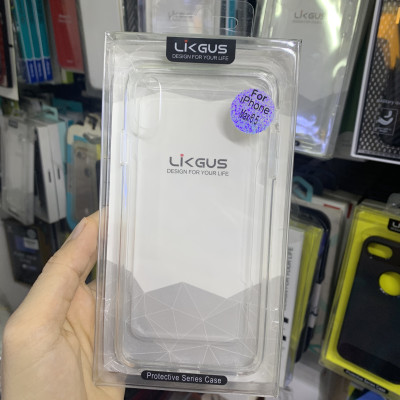 LIKGUS
DESIGN FOR YOUR LIFE
For
iPhone
LIKGUS
DESIGN FOR YOUR LIFE
Protective Series Case